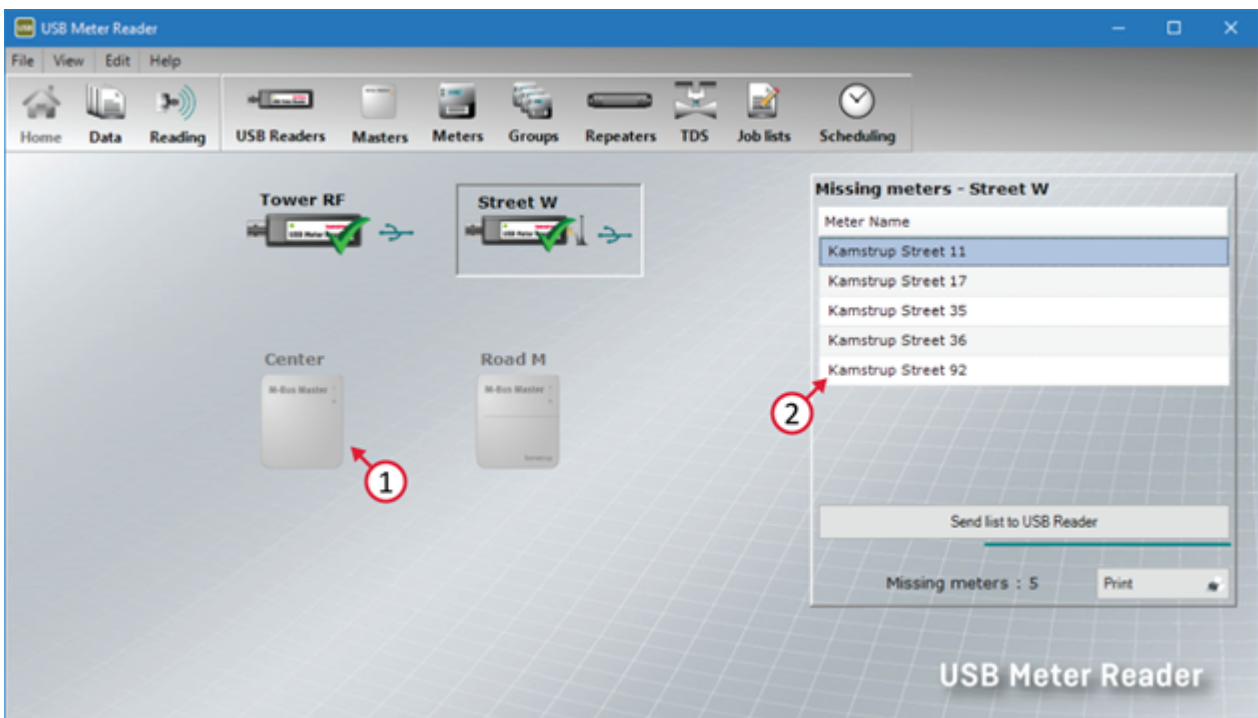 USB Meter Reader
File View Edit Help
Home Data Reading USB Readers Masters Meters Groups Repeaters TDS Job lists Scheduling
Tower RF
Street W
USB Meter
Center
Road M
M-Bus Master
M-Bus Master
1
Missing meters - Street W
Meter Name
Kamstrup Street 11
Kamstrup Street 17
Kamstrup Street 35
Kamstrup Street 36
Kamstrup Street 92
2
Send list to USB Reader
Missing meters : 5 Print
USB Meter Reader